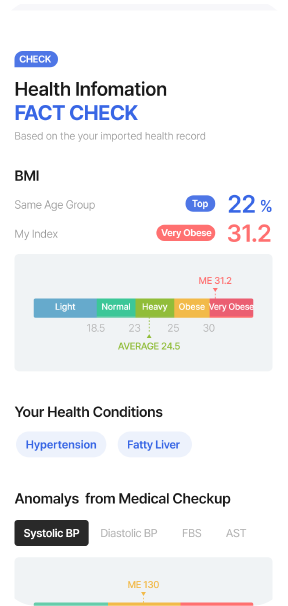 CHECK
Health Infomation
FACT CHECK
Based on the your imported health record
BMI
Same Age Group Top 22 %
My Index Very Obese 31.2
ME 31.2
Light Normal Heavy Obese Very Obese
18.5 23 25 30
AVERAGE 24.5
Your Health Conditions
Hypertension Fatty Liver
Anomalys from Medical Checkup
Systolic BP Diastolic BP FBS AST
ME 130